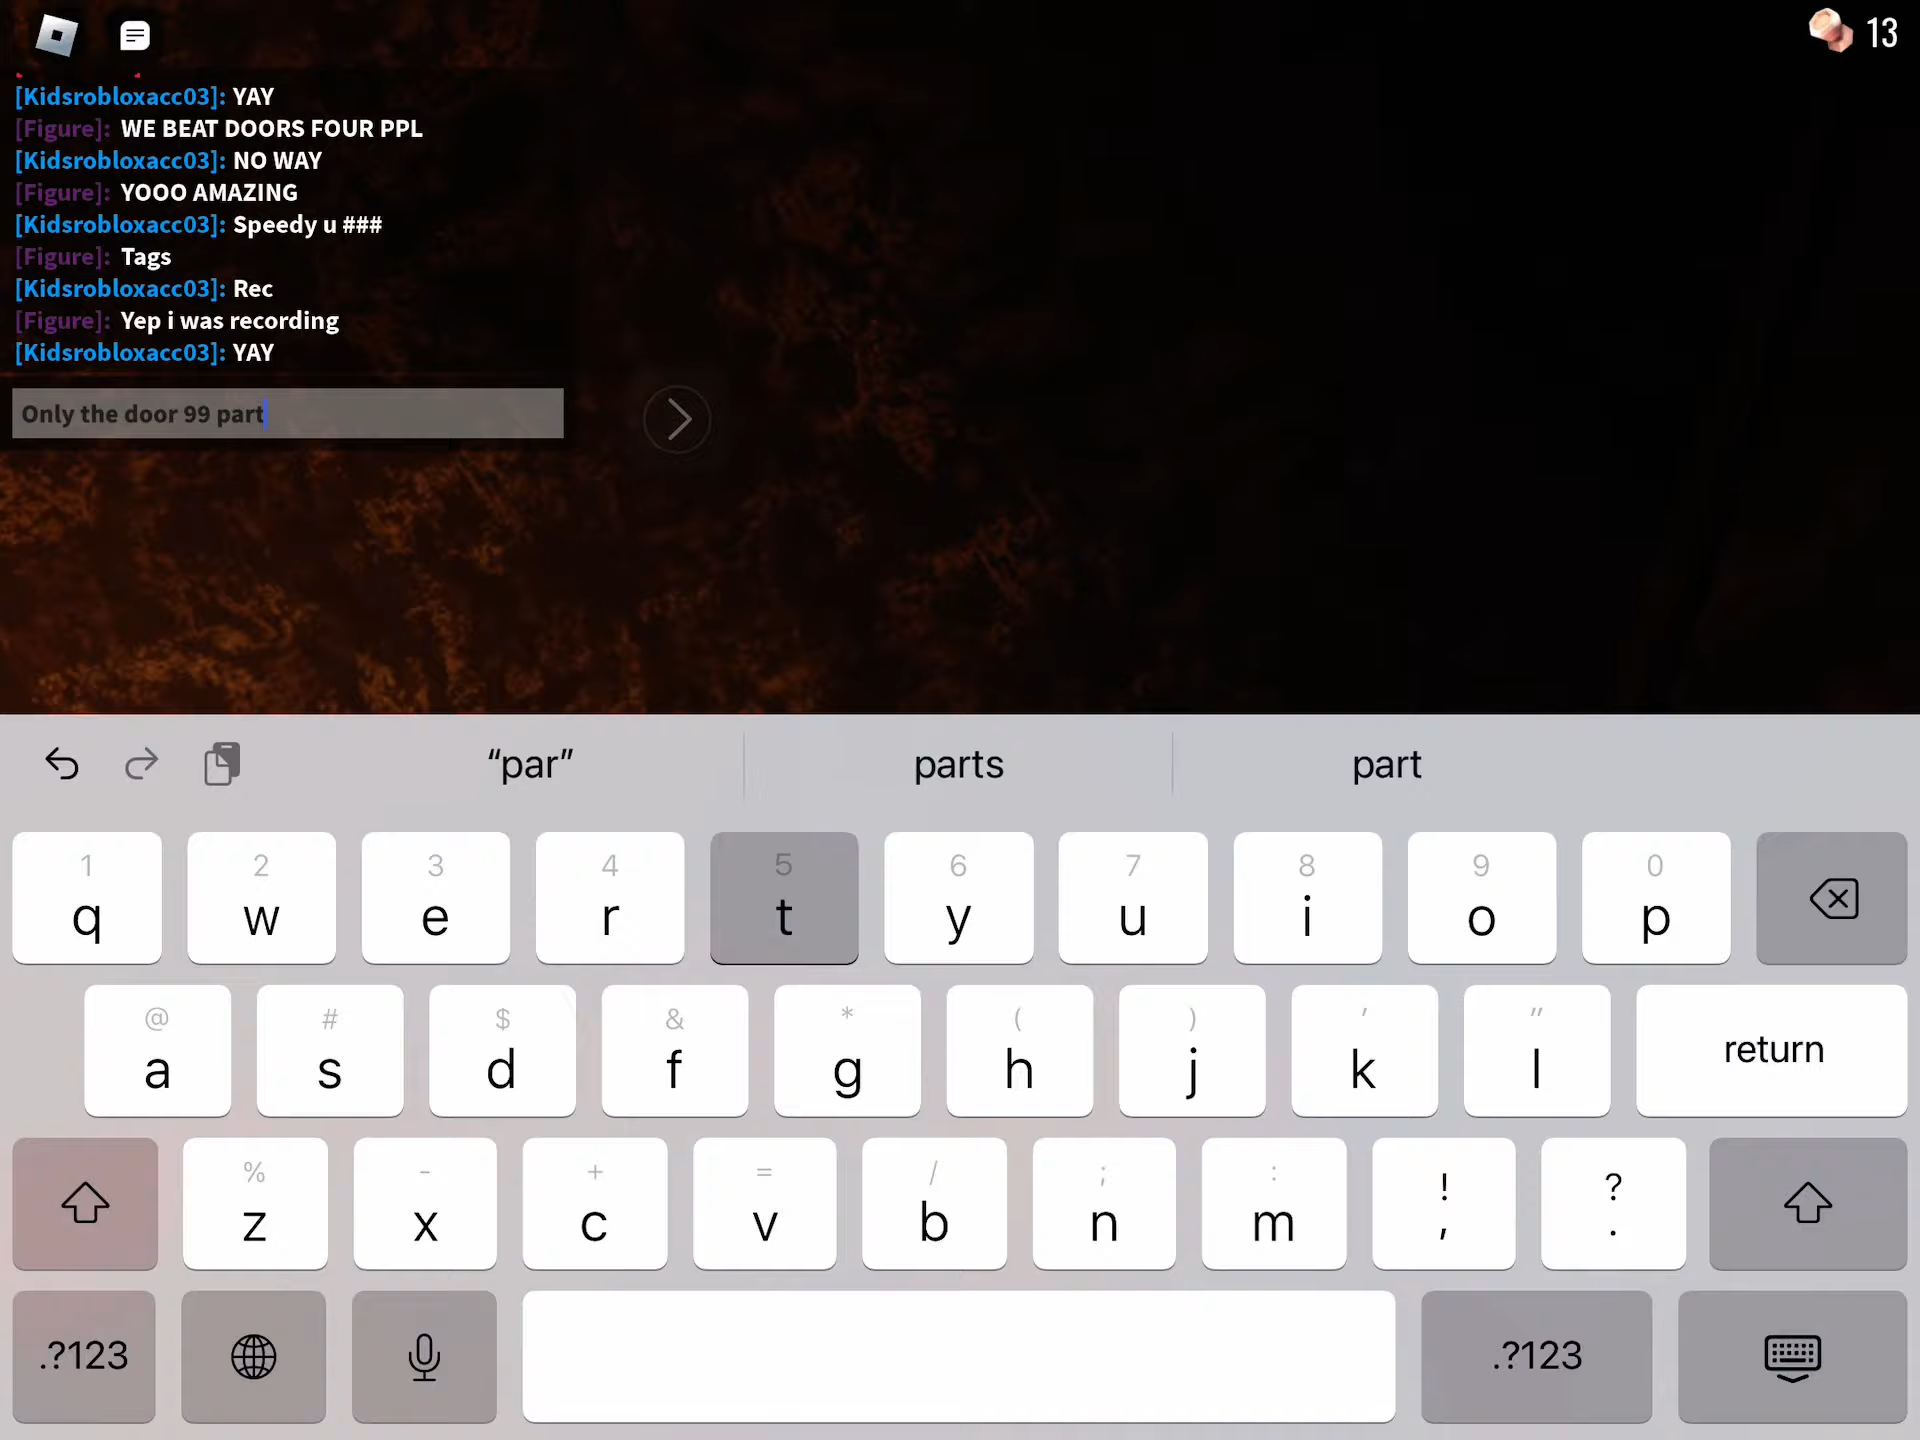 13
[Kidsrobloxacc03]: YAY
[Figure]: WE BEAT DOORS FOUR PPL
[Kidsrobloxacc03]: NO WAY
[Figure]: YOOO AMAZING
[Kidsrobloxacc03]: Speedy u ###
[Figure]: Tags
[Kidsrobloxacc03]: Rec
[Figure]: Yep i was recording
[Kidsrobloxacc03]: YAY
Only the door 99 part
“par” parts part
1 2 3 4 5 6 7 8 9 0
q w e r t y u i o p
@ # $ & * ( ) ' "
a s d f g h j k l return
% - + = / ; : ! ?
z x c v b n m , .
.?123 .?123